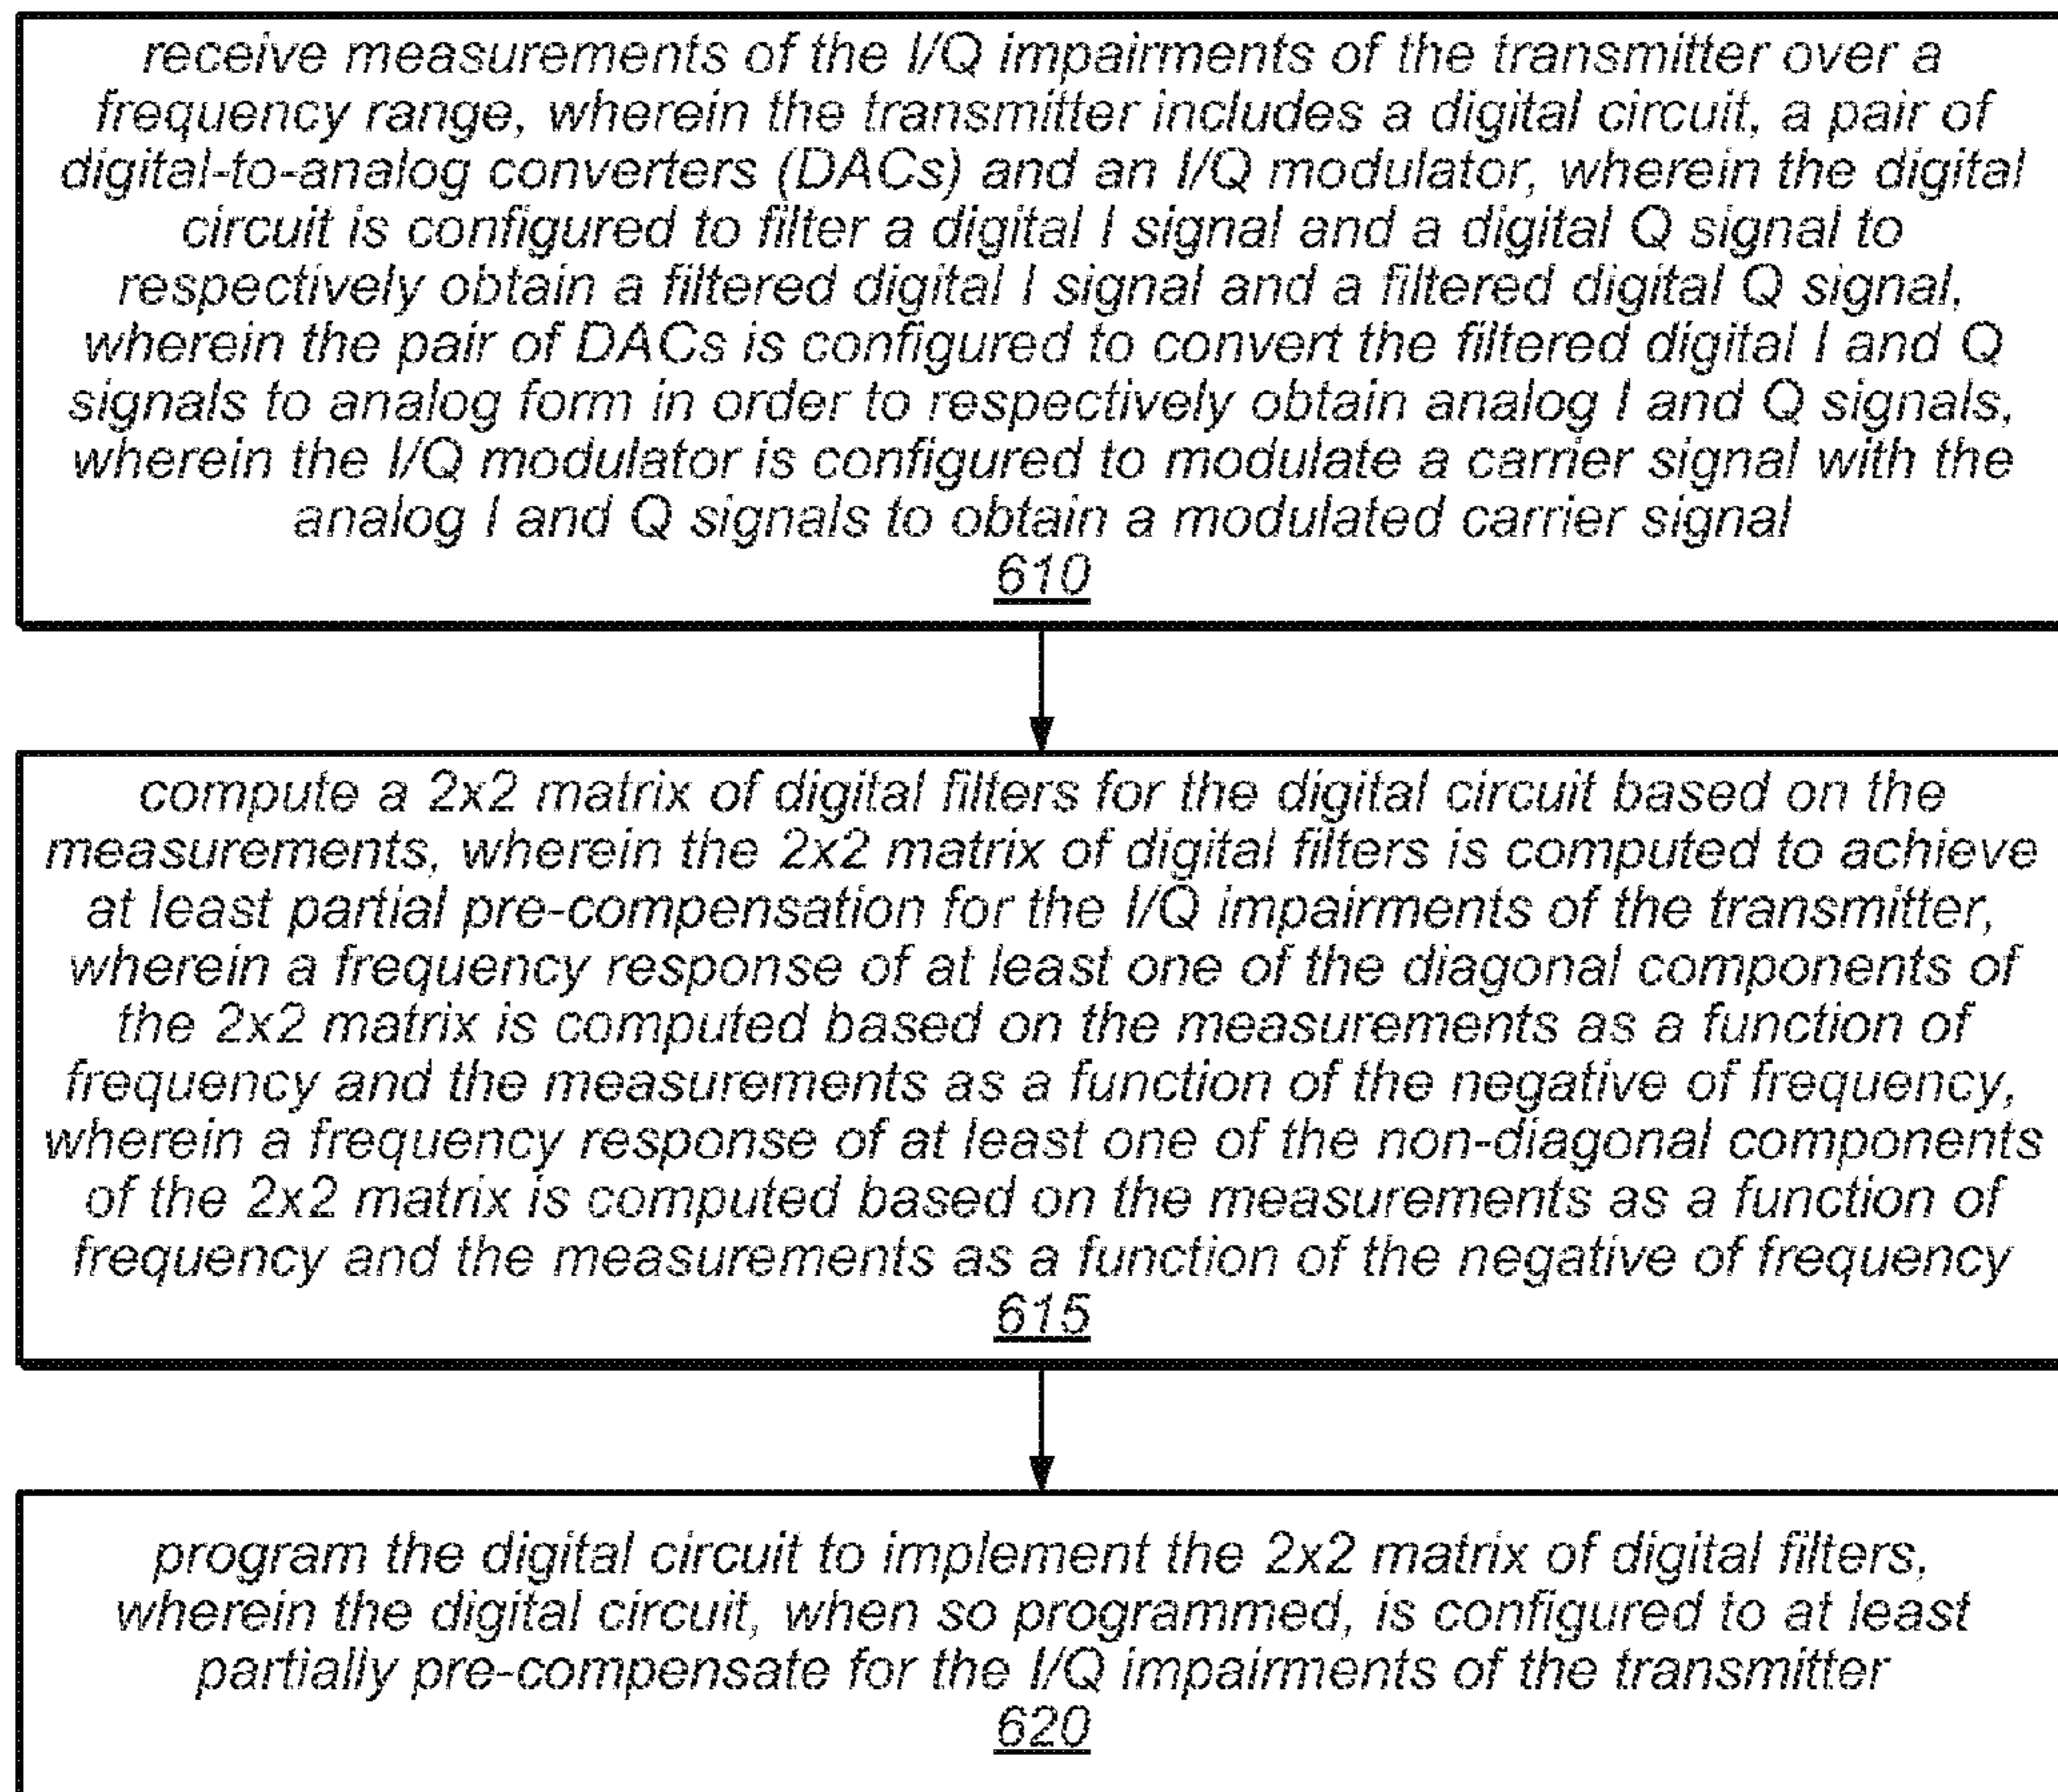 receive measurements of the I/Q impairments of the transmitter over a
frequency range, wherein the transmitter includes a digital circuit, a pair of
digital-to-analog converters (DACs) and an I/Q modulator, wherein the digital
circuit is configured to filter a digital I signal and a digital Q signal to
respectively obtain a filtered digital I signal and a filtered digital Q signal,
wherein the pair of DACs is configured to convert the filtered digital I and Q
signals to analog form in order to respectively obtain analog I and Q signals,
wherein the I/Q modulator is configured to modulate a carrier signal with the
analog I and Q signals to obtain a modulated carrier signal
610
compute a 2x2 matrix of digital filters for the digital circuit based on the
measurements, wherein the 2x2 matrix of digital filters is computed to achieve
at least partial pre-compensation for the I/Q impairments of the transmitter,
wherein a frequency response of at least one of the diagonal components of
the 2x2 matrix is computed based on the measurements as a function of
frequency and the measurements as a function of the negative of frequency,
wherein a frequency response of at least one of the non-diagonal components
of the 2x2 matrix is computed based on the measurements as a function of
frequency and the measurements as a function of the negative of frequency
615
program the digital circuit to implement the 2x2 matrix of digital filters,
wherein the digital circuit, when so programmed, is configured to at least
partially pre-compensate for the I/Q impairments of the transmitter
620